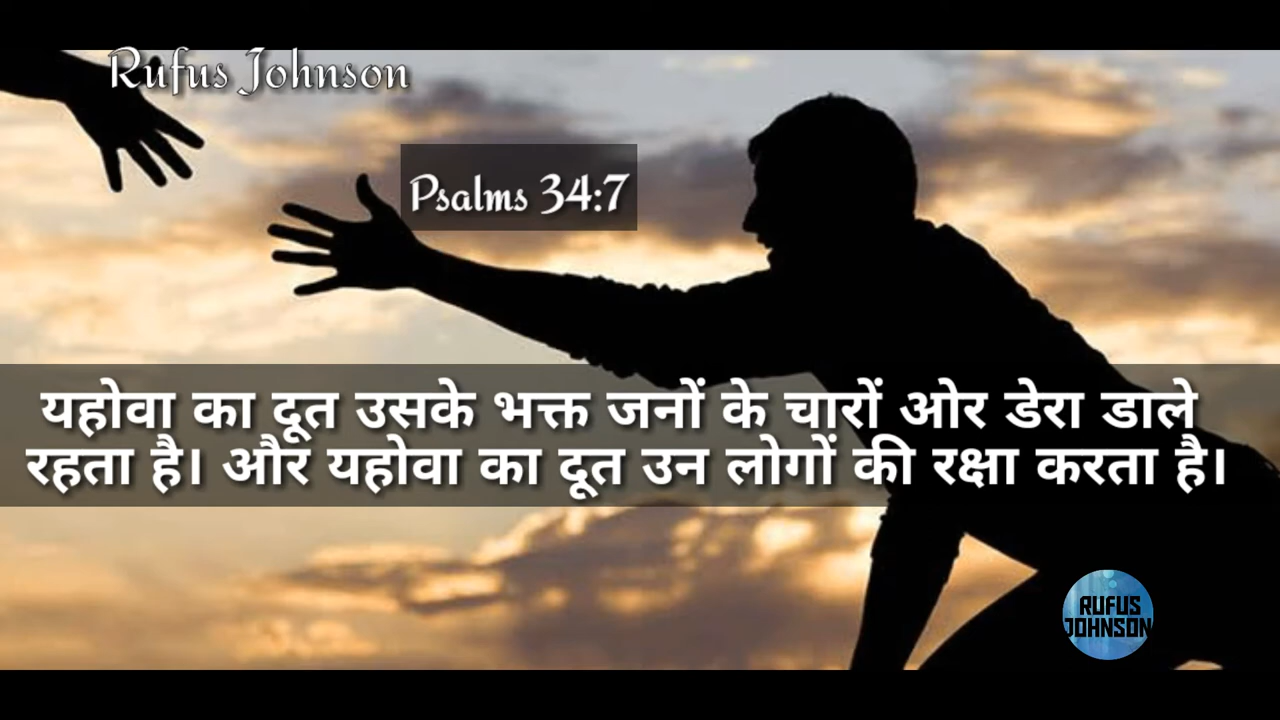 Rufus Johnson
Psalms 34:7
यहोवा का दूत उसके भक्त जनों के चारों ओर डेरा डाले
रहता है। और यहोवा का दूत उन लोगों की रक्षा करता है।
RUFUS
JOHNSON